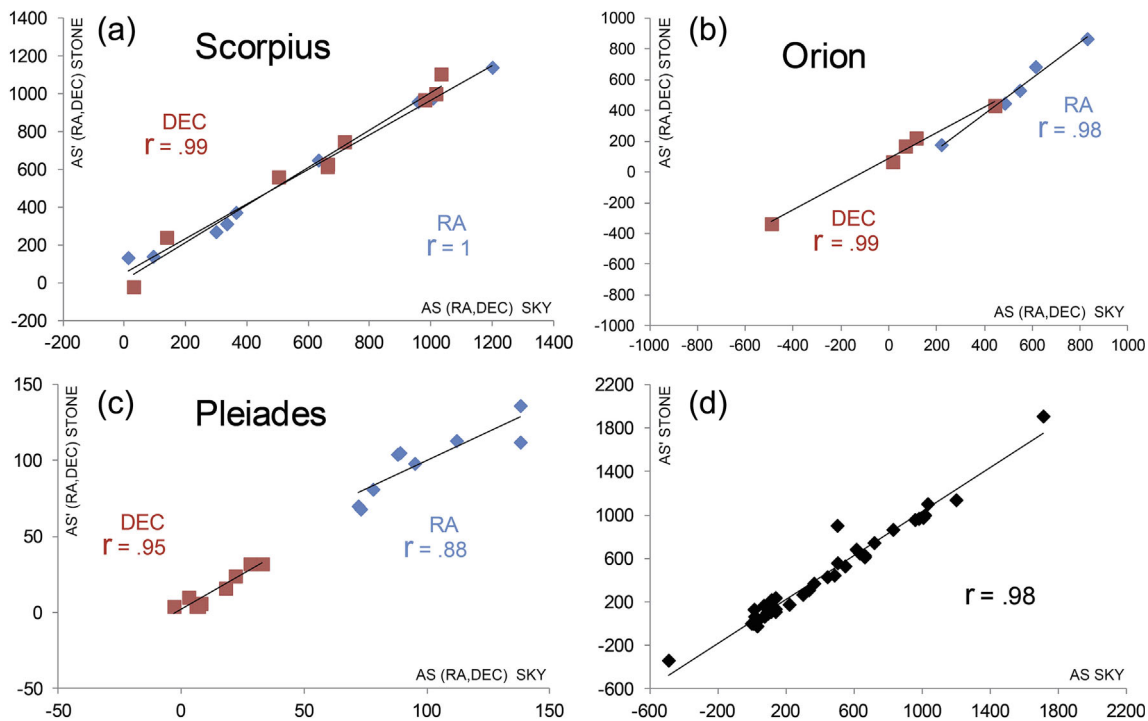 (a)
Scorpius
AS' (RA,DEC) STONE
1400
1200
1000
800
600
400
200
0
-200
DEC
r = .99
RA
r = 1
AS (RA,DEC) SKY
-200 0 200 400 600 800 1000 1200 1400
(b)
Orion
AS' (RA,DEC) STONE
1000
800
600
400
200
0
-200
-400
-600
-800
-1000
RA
r = .98
DEC
r = .99
AS (RA,DEC) SKY
-1000 -800 -600 -400 -200 0 200 400 600 800 1000
(c)
Pleiades
AS' (RA,DEC) STONE
150
100
50
0
-50
DEC
r = .95
RA
r = .88
AS (RA,DEC) SKY
-50 0 50 100 150
(d)
AS' STONE
2200
1800
1400
1000
600
200
-200
-600
r = .98
AS SKY
-600 -200 200 600 1000 1400 1800 2200